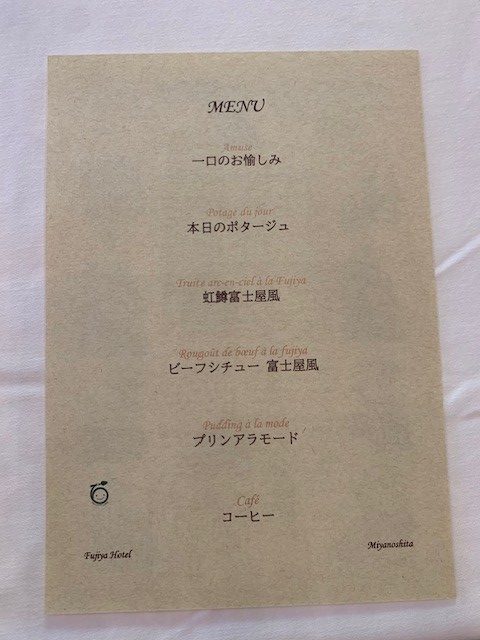 MENU
Amuse
一口のお愉しみ
Potage du jour
本日のポタージュ
Truite arc-en-ciel à la Fujiya
虹鱒富士屋風
Rougoût de bœuf à la fujiya
ビーフシチュー 富士屋風
Pudding a la mode
プリンアラモード
Café
コーヒー
Fujiya Hotel
Miyanoshita